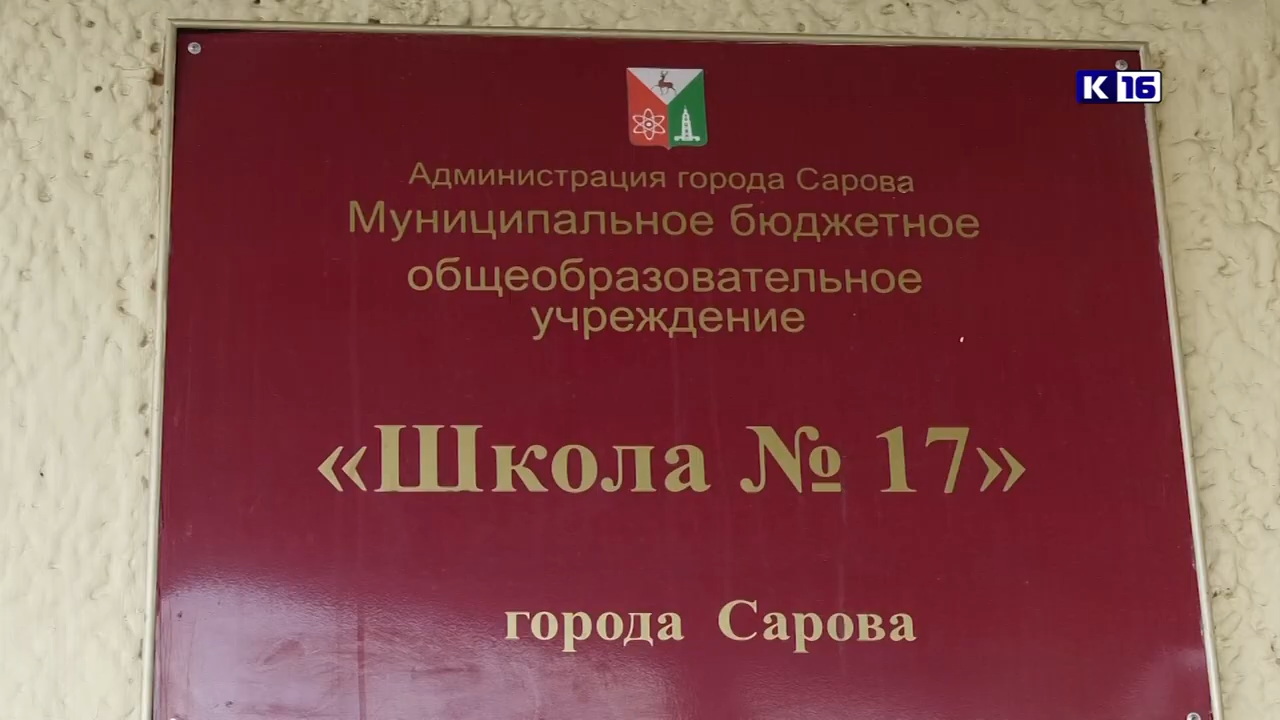 К 16
Администрация города Сарова
Муниципальное бюджетное
общеобразовательное
учреждение
«Школа № 17»
города Сарова